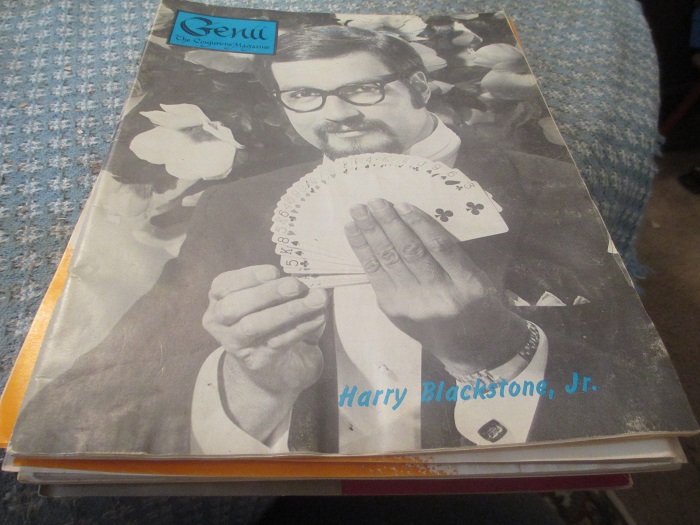 Genii
The Conjurors' Magazine
Harry Blackstone, Jr.